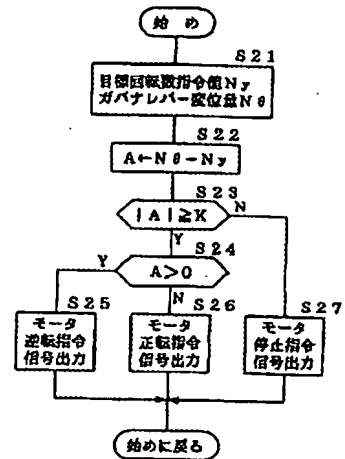 始め
S21
目標回転数指令値Ny
ガバナレバー変位量Nθ
S22
A←Nθ-Ny
S23
|A|≧K
N
Y
S24
Y
A>0
N
S25
S26
S27
モータ
逆転指令
信号出力
モータ
正転指令
信号出力
モータ
停止指令
信号出力
始めに戻る